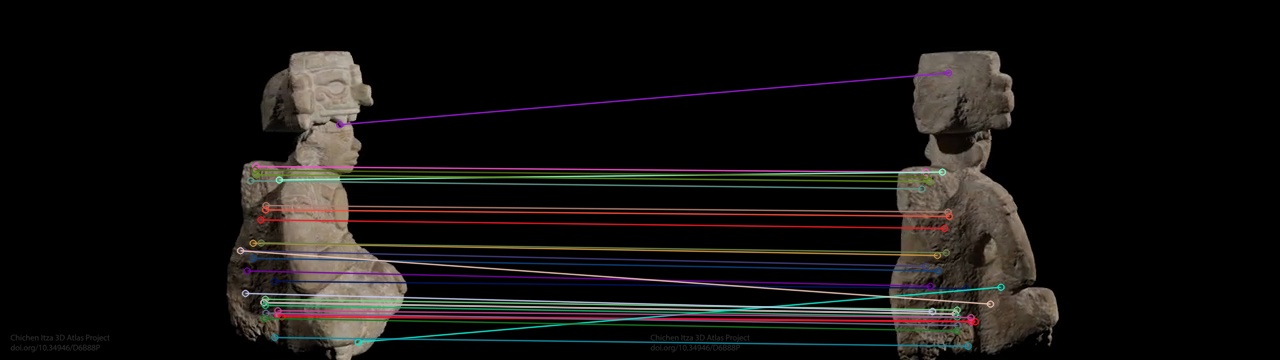 Chichen Itza 3D Atlas Project
doi.org/10.34946/D6B88P
Chichen Itza 3D Atlas Project
doi.org/10.34946/D6B88P